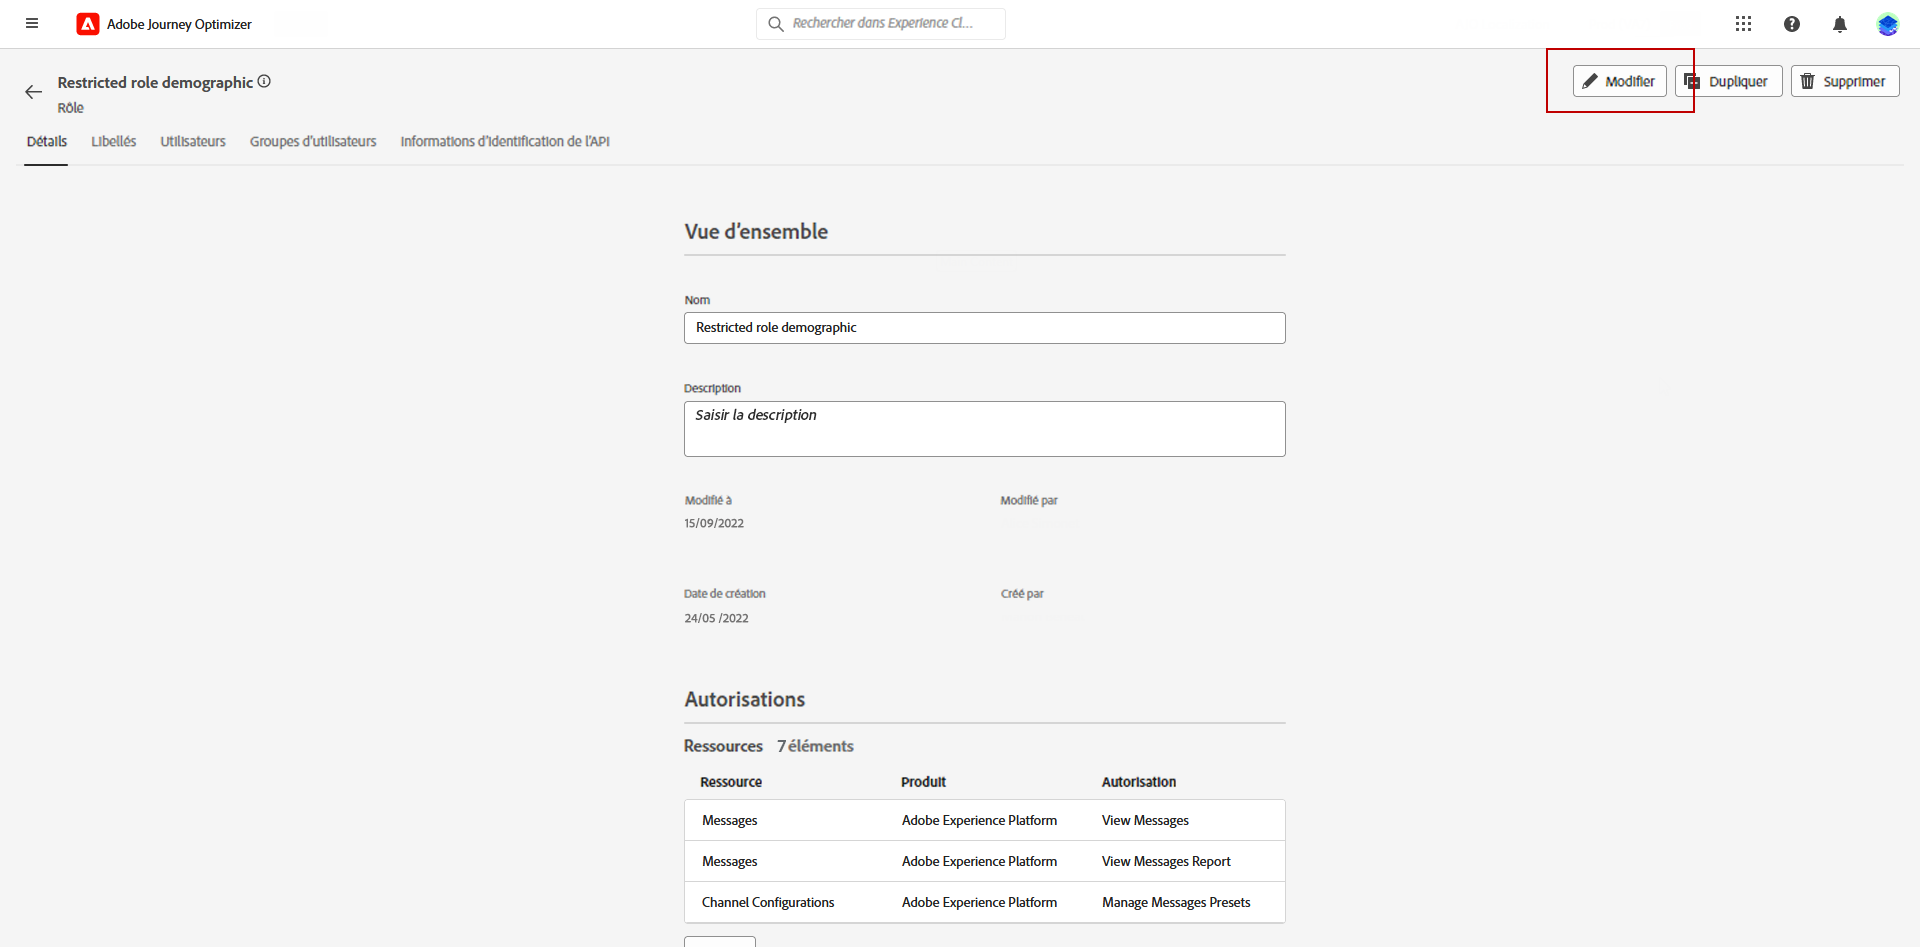 Adobe Journey Optimizer
Rechercher dans Experience Cl...
Restricted role demographic
Rôle
Modifier
Dupliquer
Supprimer
Détails
Libellés
Utilisateurs
Groupes d'utilisateurs
Informations d'identification de l'API
Vue d'ensemble
Nom
Restricted role demographic
Description
Saisir la description
Modifié à
Modifié par
15/09/2022
Date de création
Créé par
24/05 /2022
Autorisations
Ressources 7 éléments
Ressource Produit Autorisation
Messages Adobe Experience Platform View Messages
Messages Adobe Experience Platform View Messages Report
Channel Configurations Adobe Experience Platform Manage Messages Presets